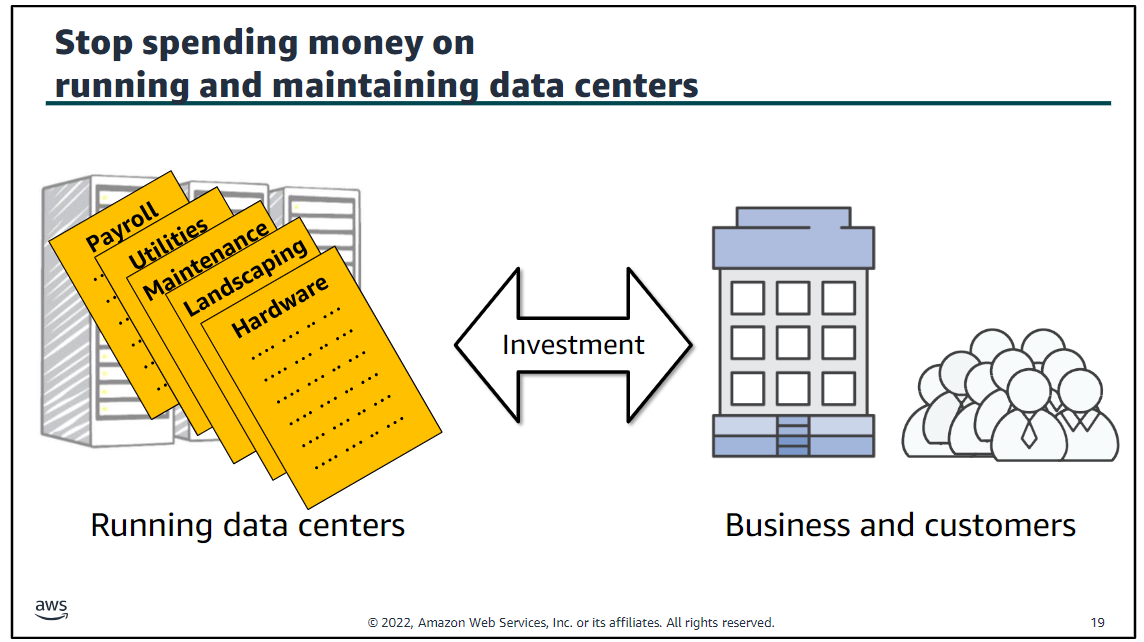 Stop spending money on
running and maintaining data centers
Payroll
Utilities
Maintenance
Landscaping
Hardware
Investment
Running data centers
Business and customers
aws
© 2022, Amazon Web Services, Inc. or its affiliates. All rights reserved.
19